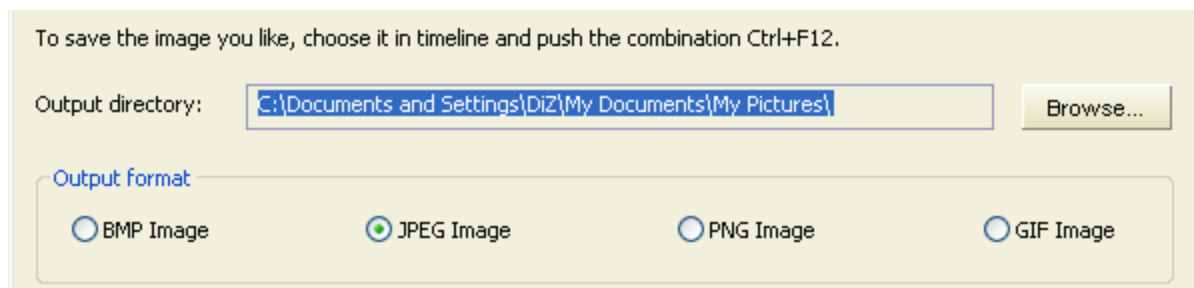 To save the image you like, choose it in timeline and push the combination Ctrl+F12.
Output directory: C:\Documents and Settings\DiZ\My Documents\My Pictures\ Browse...
Output format
BMP Image JPEG Image PNG Image GIF Image